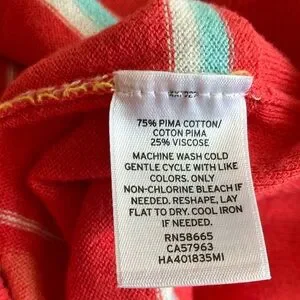 75% PIMA COTTON/
COTON PIMA
25% VISCOSE
MACHINE WASH COLD
GENTLE CYCLE WITH LIKE
COLORS. ONLY
NON-CHLORINE BLEACH IF
NEEDED. RESHAPE, LAY
FLAT TO DRY. COOL IRON
IF NEEDED.
RN58665
CA57963
HA401835MI